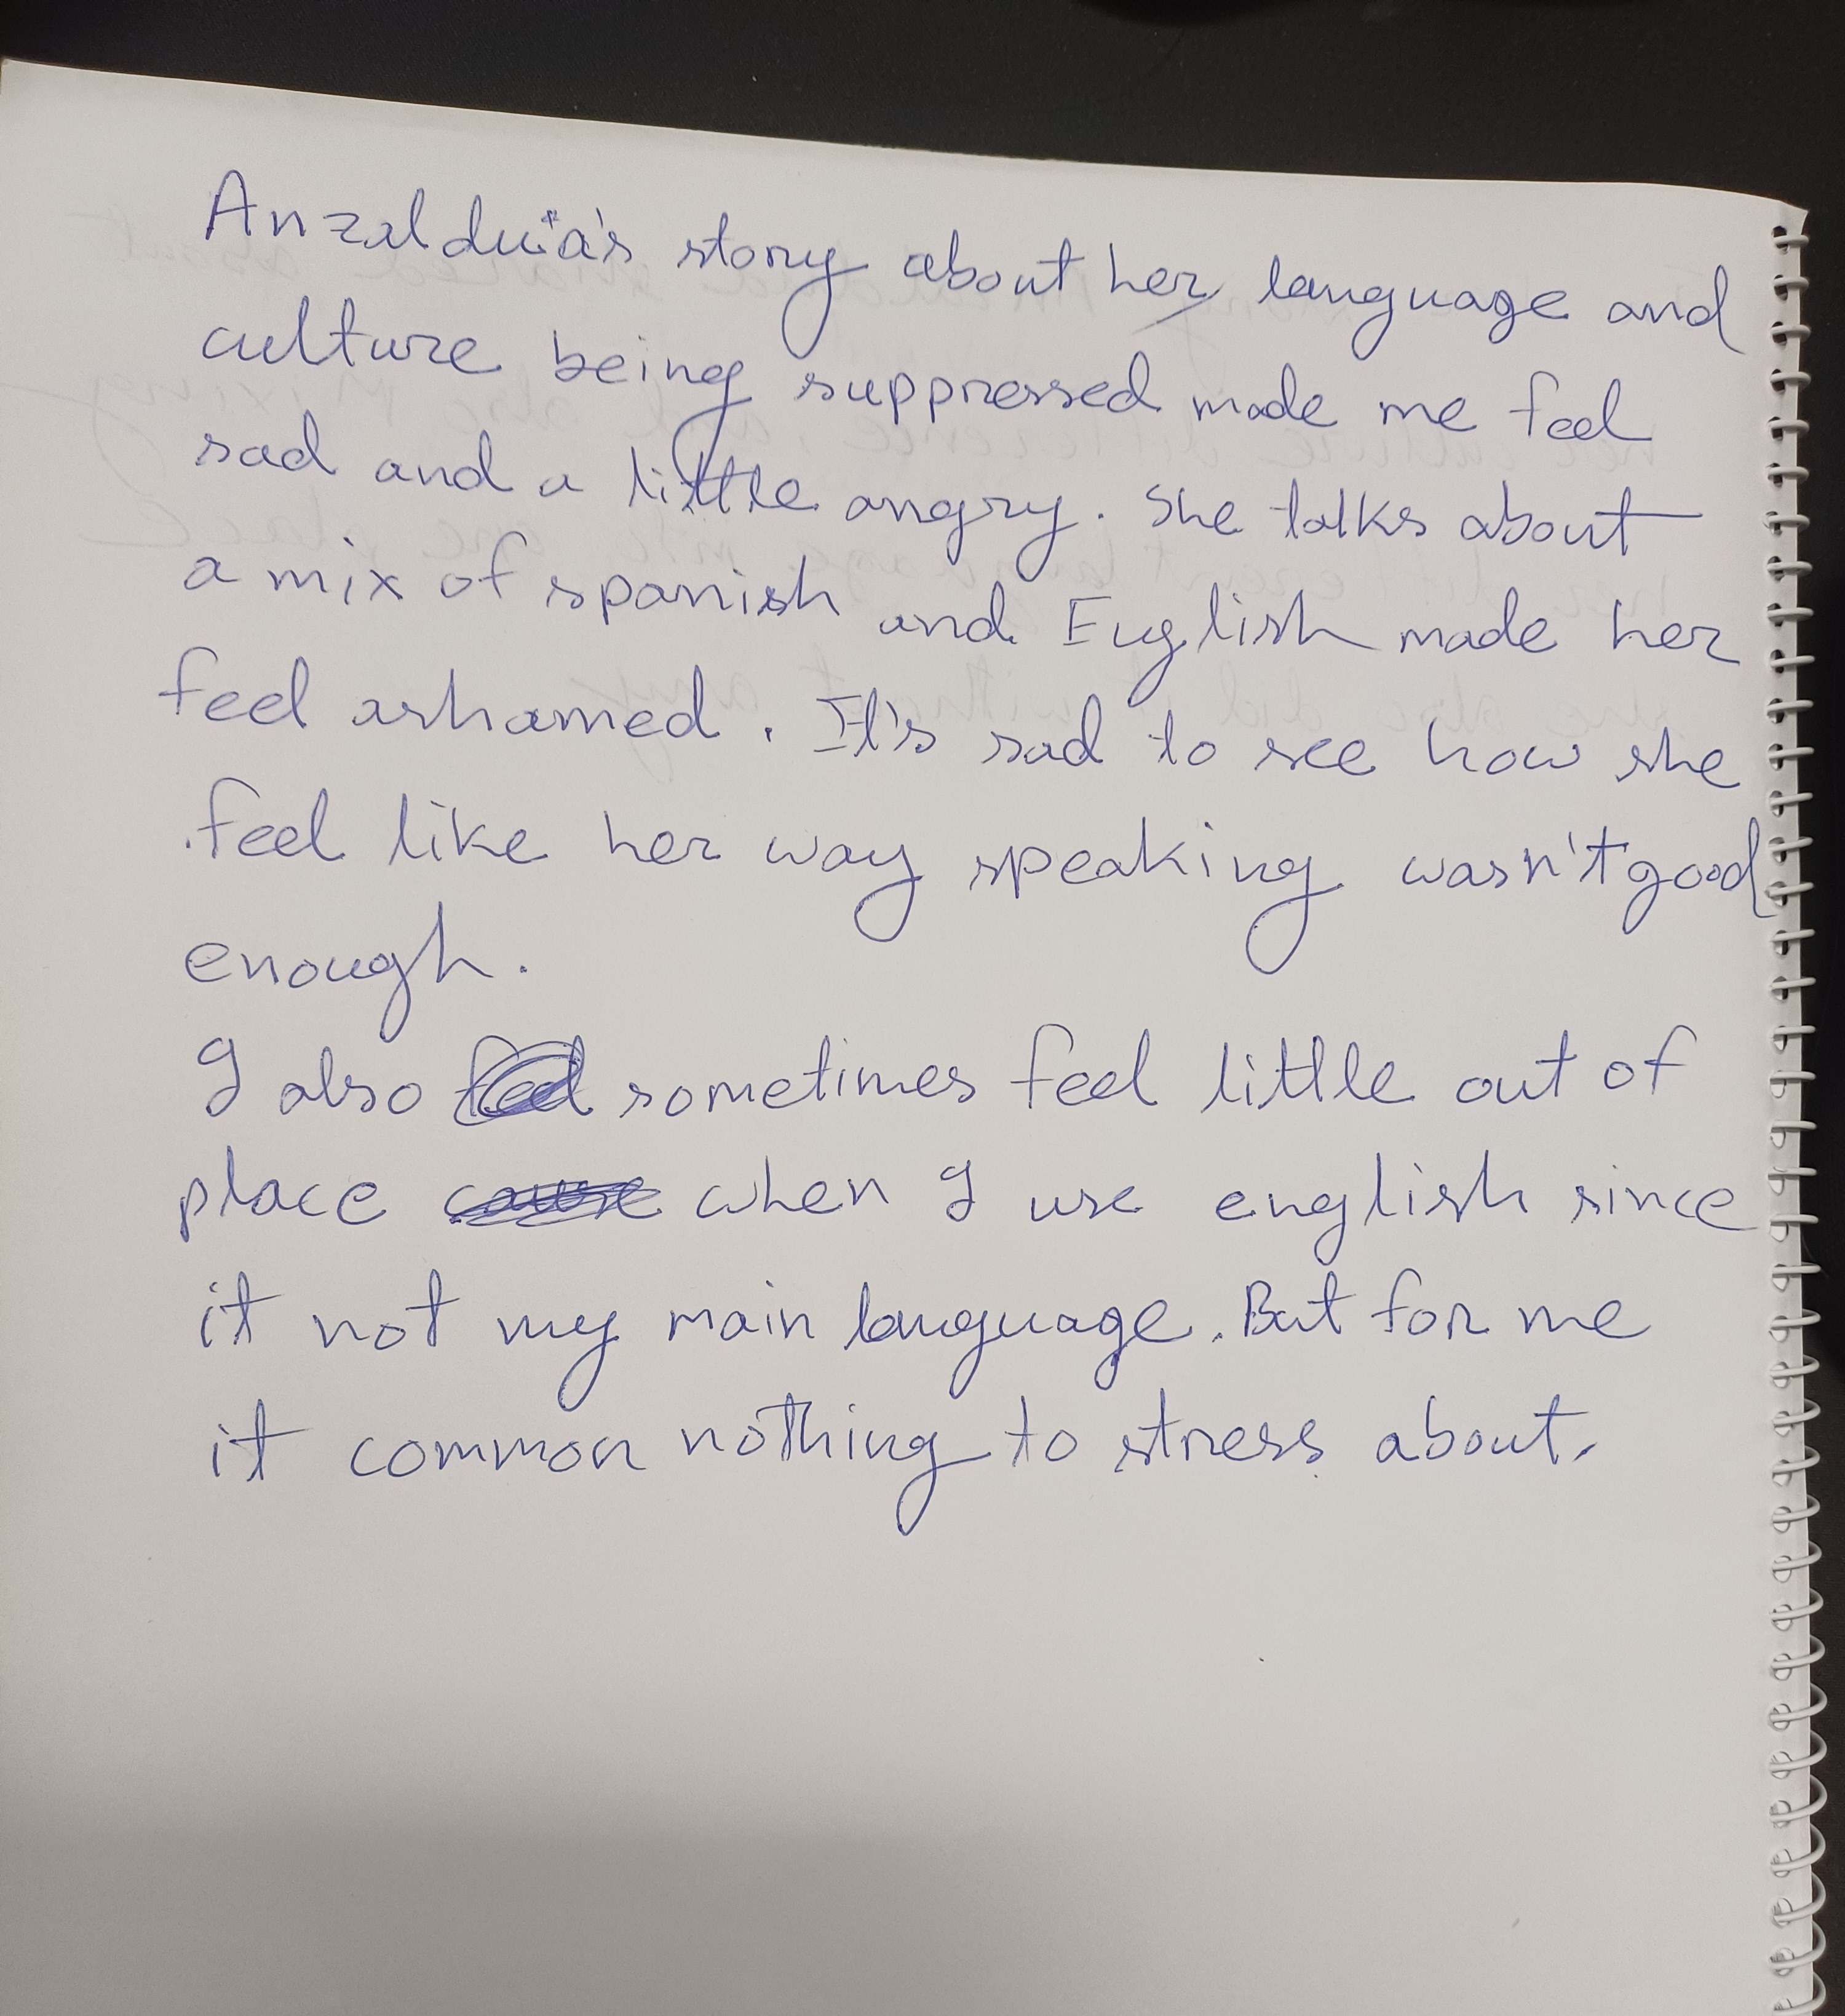 Anzaldúa's story about her language and
culture being suppressed made me feel
sad and a little angry. She talks about
a mix of spanish and English made her
feel ashamed. It's sad to see how she
feel like her way speaking wasn't good
enough.
I also sometimes feel little out of
place when I use english since
it not my main language. But for me
it common nothing to stress about.